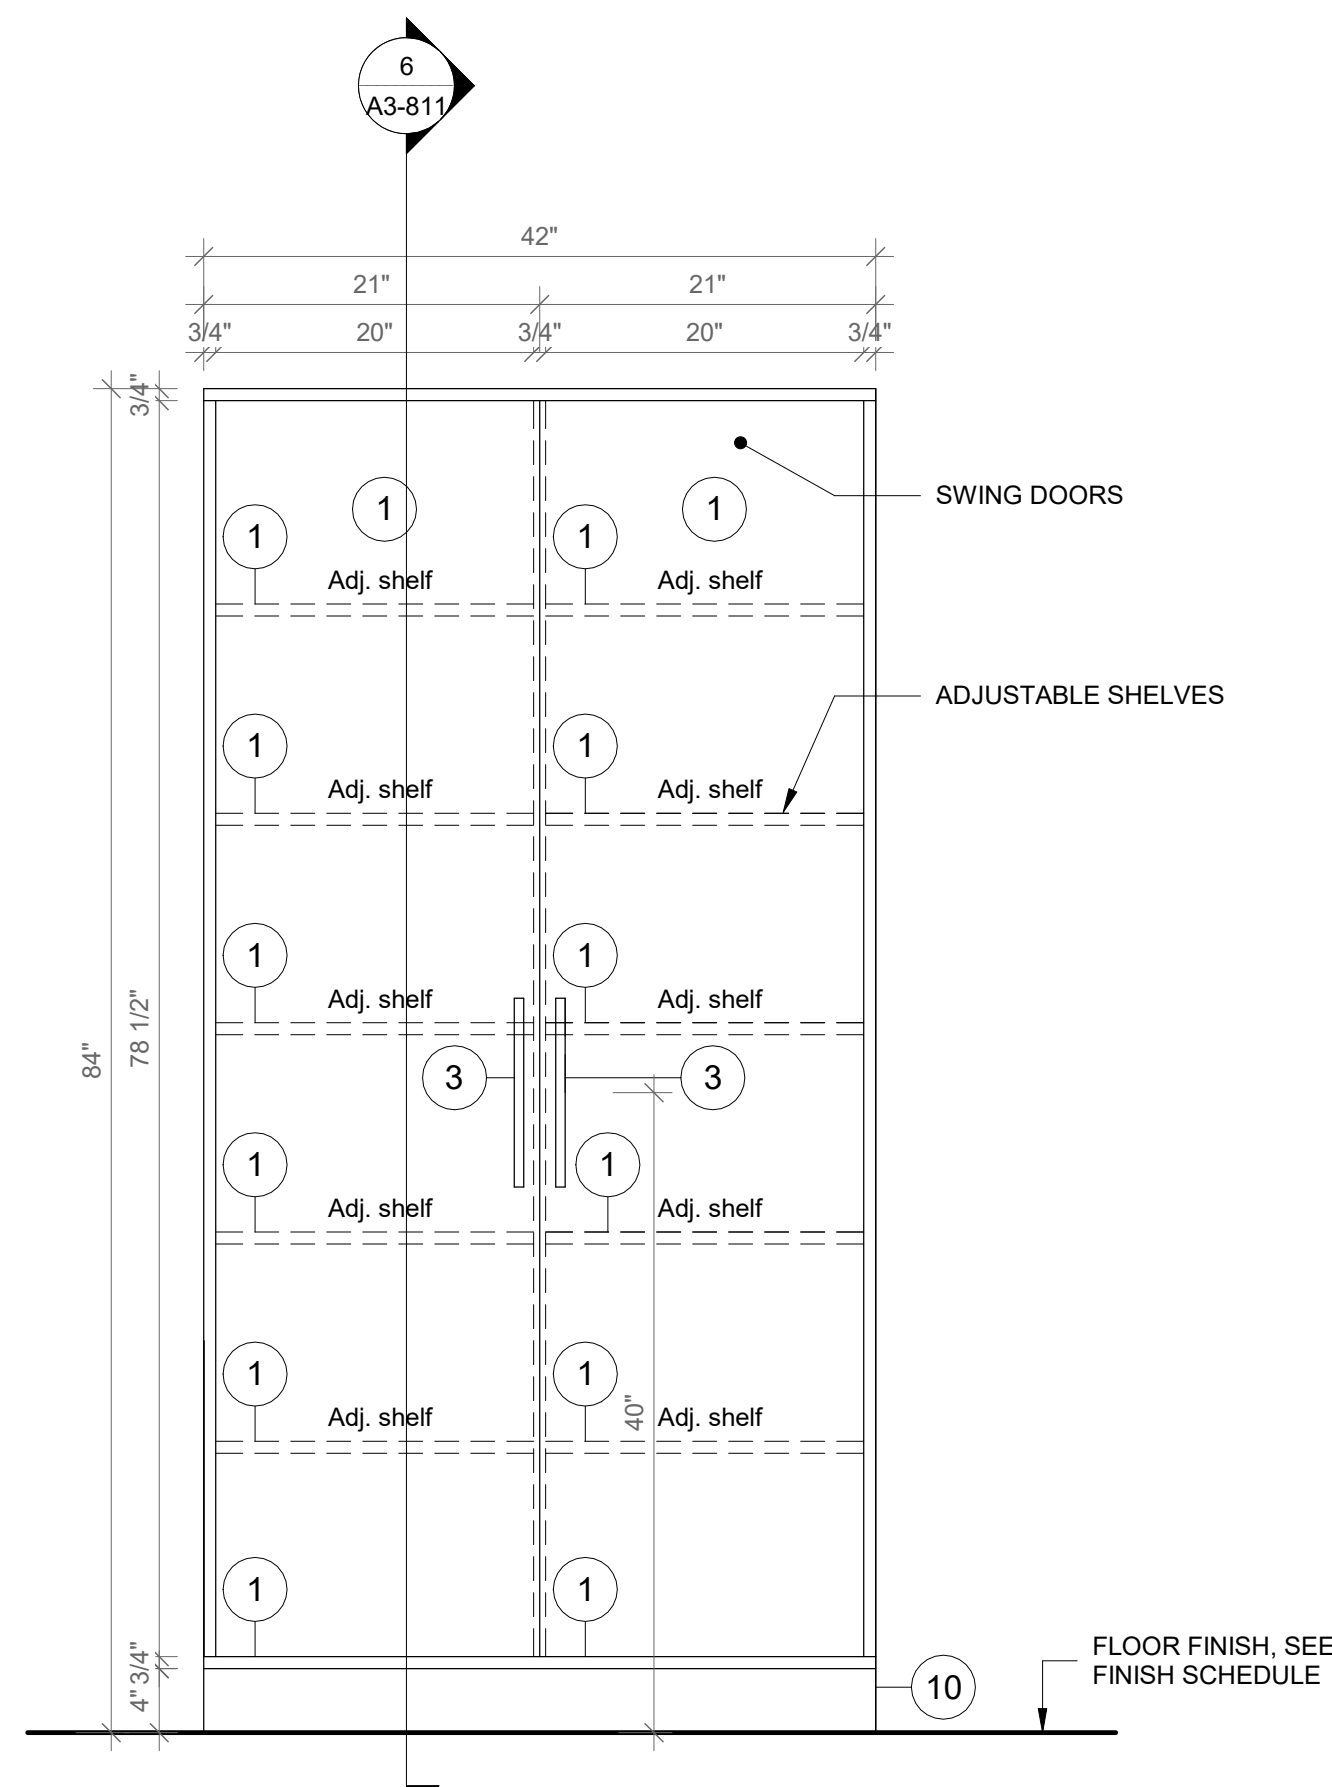 6
A3-811
42"
21" 21"
3/4" 20" 3/4" 20" 3/4"
3/4"
1 1
SWING DOORS
1 1
Adj. shelf Adj. shelf
ADJUSTABLE SHELVES
1 1
Adj. shelf Adj. shelf
1 1
Adj. shelf Adj. shelf
84"
78 1/2"
3 3
1 1
Adj. shelf Adj. shelf
1 1
40"
Adj. shelf Adj. shelf
1 1
4" 3/4"
10
FLOOR FINISH, SEE
FINISH SCHEDULE